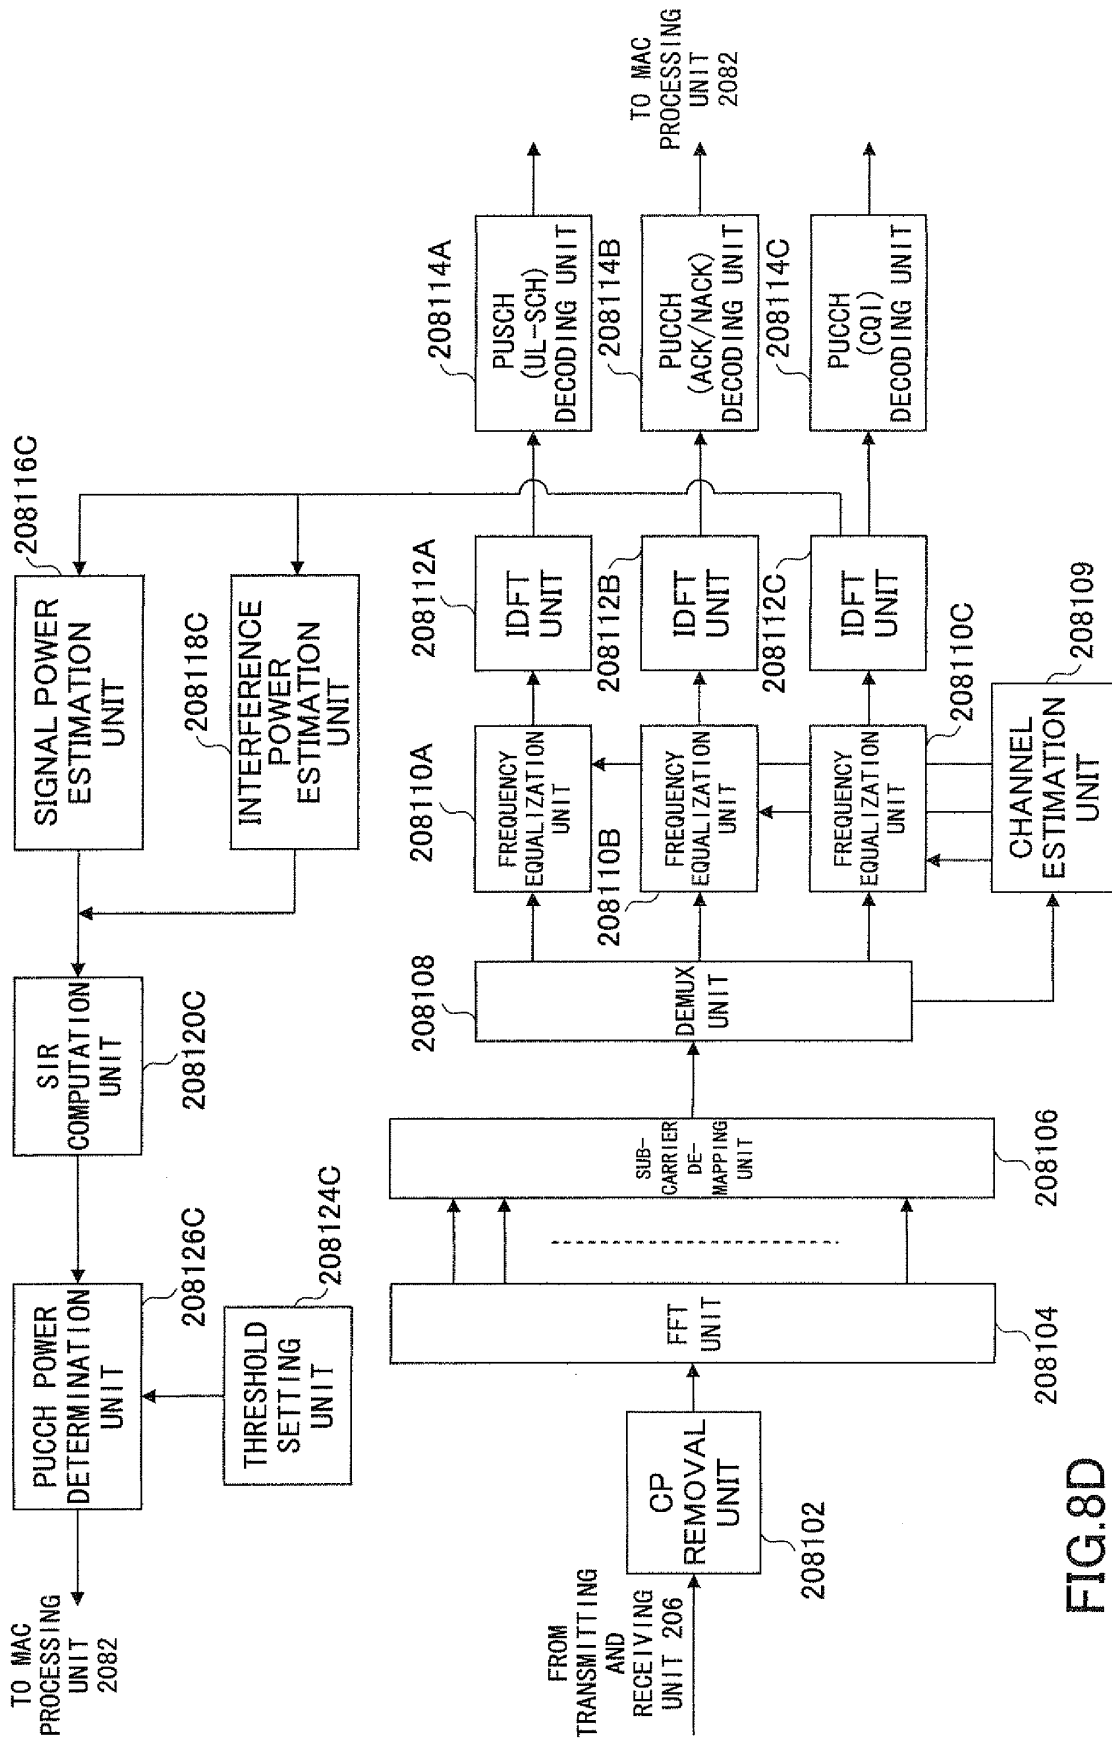 TO MAC
PROCESSING
UNIT
2082
PUCCH POWER
DETERMINATION
UNIT
208126C
THRESHOLD
SETTING
UNIT
208124C
SIR
COMPUTATION
UNIT
208120C
SIGNAL POWER
ESTIMATION
UNIT
208116C
INTERFERENCE
POWER
ESTIMATION
UNIT
208118C
FROM
TRANSMITTING
AND
RECEIVING
UNIT 206
CP
REMOVAL
UNIT
208102
FFT
UNIT
208104
SUB-
CARRIER
DE-
MAPPING
UNIT
208106
DEMUX
UNIT
208108
FREQUENCY
EQUALIZATION
UNIT
208110A
FREQUENCY
EQUALIZATION
UNIT
208110B
FREQUENCY
EQUALIZATION
UNIT
208110C
CHANNEL
ESTIMATION
UNIT
208109
IDFT
UNIT
208112A
IDFT
UNIT
208112B
IDFT
UNIT
208112C
PUSCH
(UL-SCH)
DECODING UNIT
208114A
PUCCH
(ACK/NACK)
DECODING UNIT
208114B
PUCCH
(CQI)
DECODING UNIT
208114C
TO MAC
PROCESSING
UNIT
2082
FIG.8D